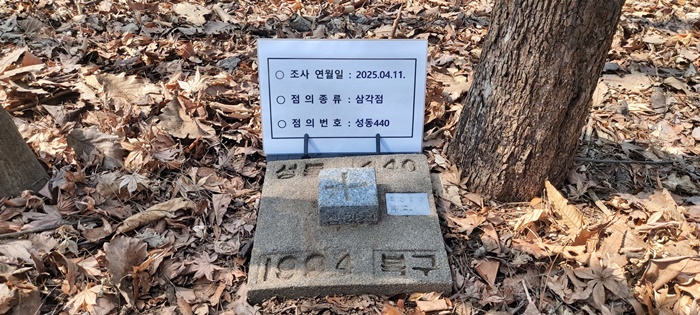 ○ 조사 연월일 : 2025.04.11.
○ 점의종류 : 삼각점
○ 점의번호 : 성동440
성동 440
1994 복구